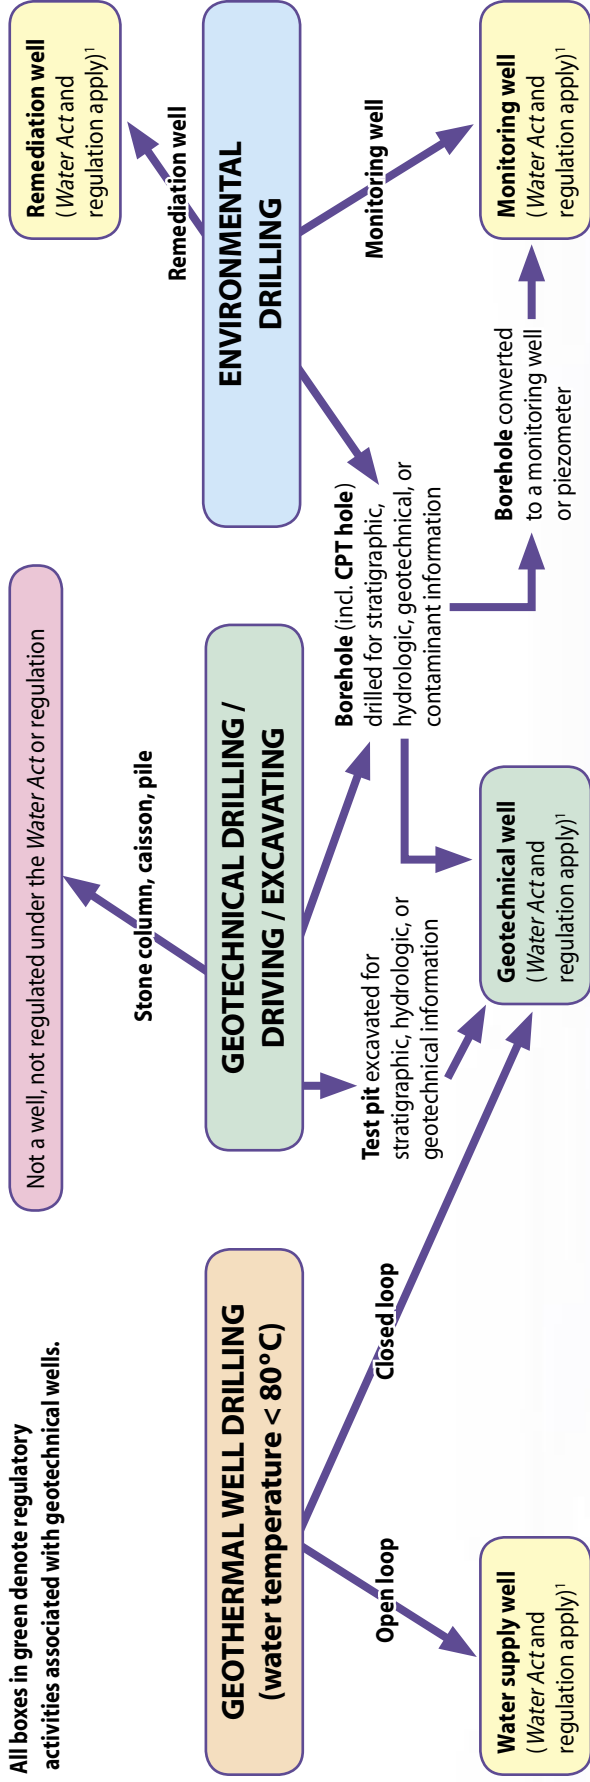 All boxes in green denote regulatory
activities associated with geotechnical wells.
Not a well, not regulated under the Water Act or regulation
Remediation well
(Water Act and
regulation apply)¹
Stone column, caisson, pile
Remediation well
GEOTHERMAL WELL DRILLING
(water temperature < 80°C)
GEOTECHNICAL DRILLING /
DRIVING / EXCAVATING
ENVIRONMENTAL
DRILLING
Open loop
Closed loop
Test pit excavated for
stratigraphic, hydrologic, or
geotechnical information
Borehole (incl. CPT hole)
drilled for stratigraphic,
hydrologic, geotechnical, or
contaminant information
Monitoring well
Borehole converted
to a monitoring well
or piezometer
Water supply well
(Water Act and
regulation apply)¹
Geotechnical well
(Water Act and
regulation apply)¹
Monitoring well
(Water Act and
regulation apply)¹